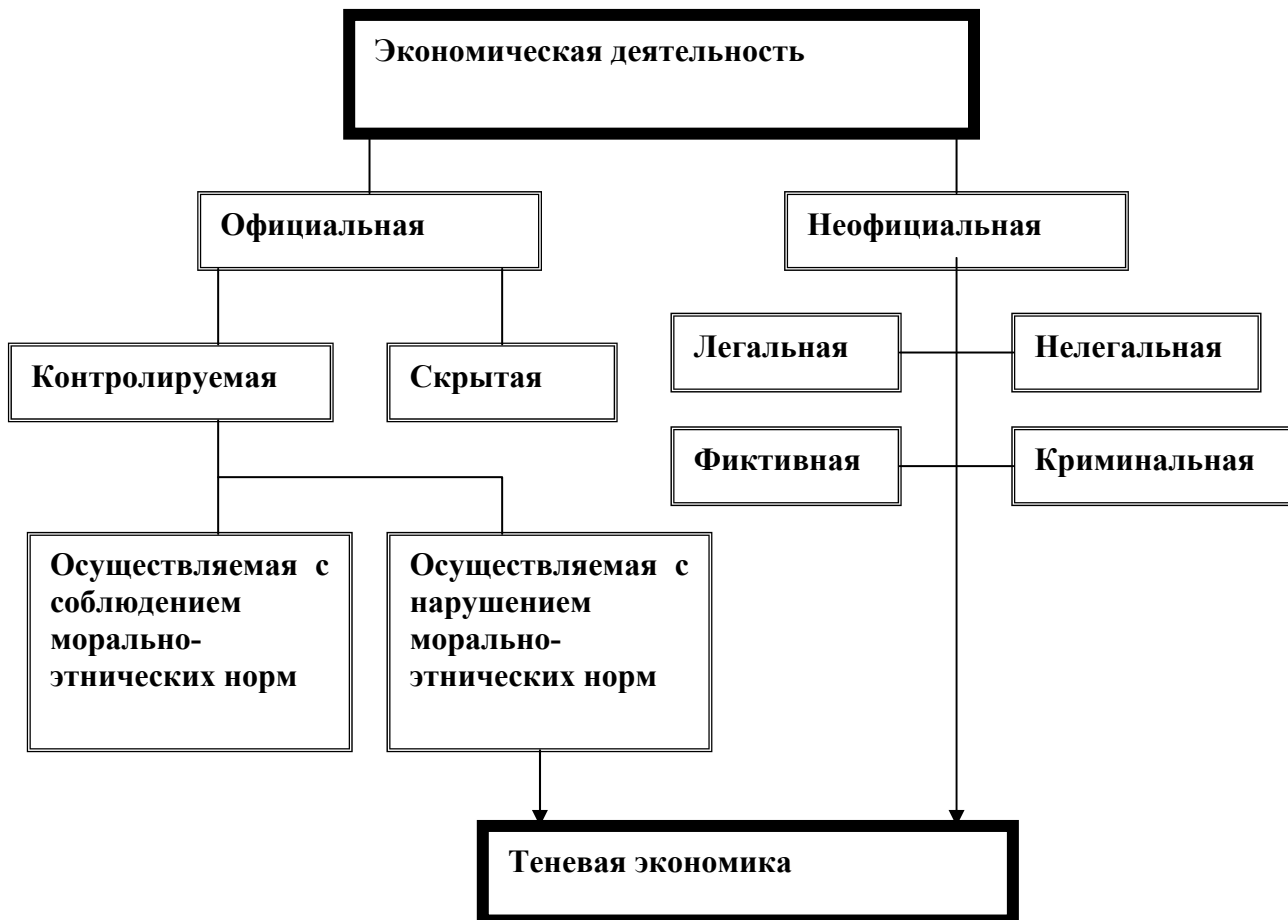 Экономическая деятельность
Официальная
Неофициальная
Легальная
Нелегальная
Контролируемая
Скрытая
Фиктивная
Криминальная
Осуществляемая с
соблюдением
морально-
этнических норм
Осуществляемая с
нарушением
морально-
этнических норм
Теневая экономика